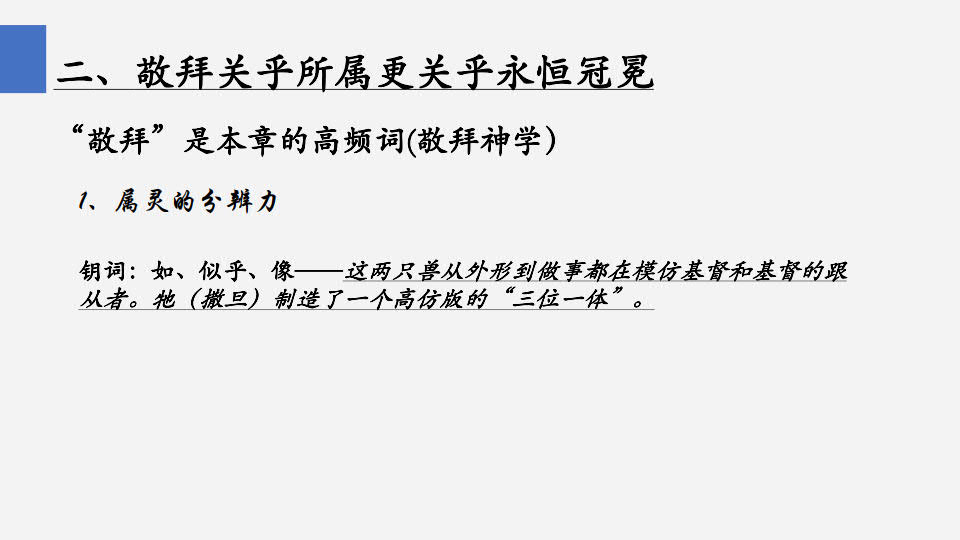 二、敬拜关乎所属更关乎永恒冠冕
“敬拜”是本章的高频词(敬拜神学）
1、属灵的分辨力
钥词：如、似乎、像——这两只兽从外形到做事都在模仿基督和基督的跟
从者。牠（撒旦）制造了一个高仿版的“三位一体”。